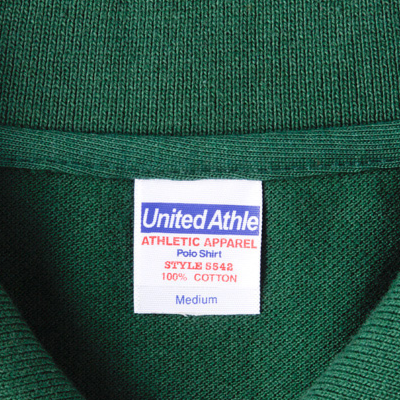 United Athle
ATHLETIC APPAREL
Polo Shirt
STYLE 5542
100% COTTON
Medium